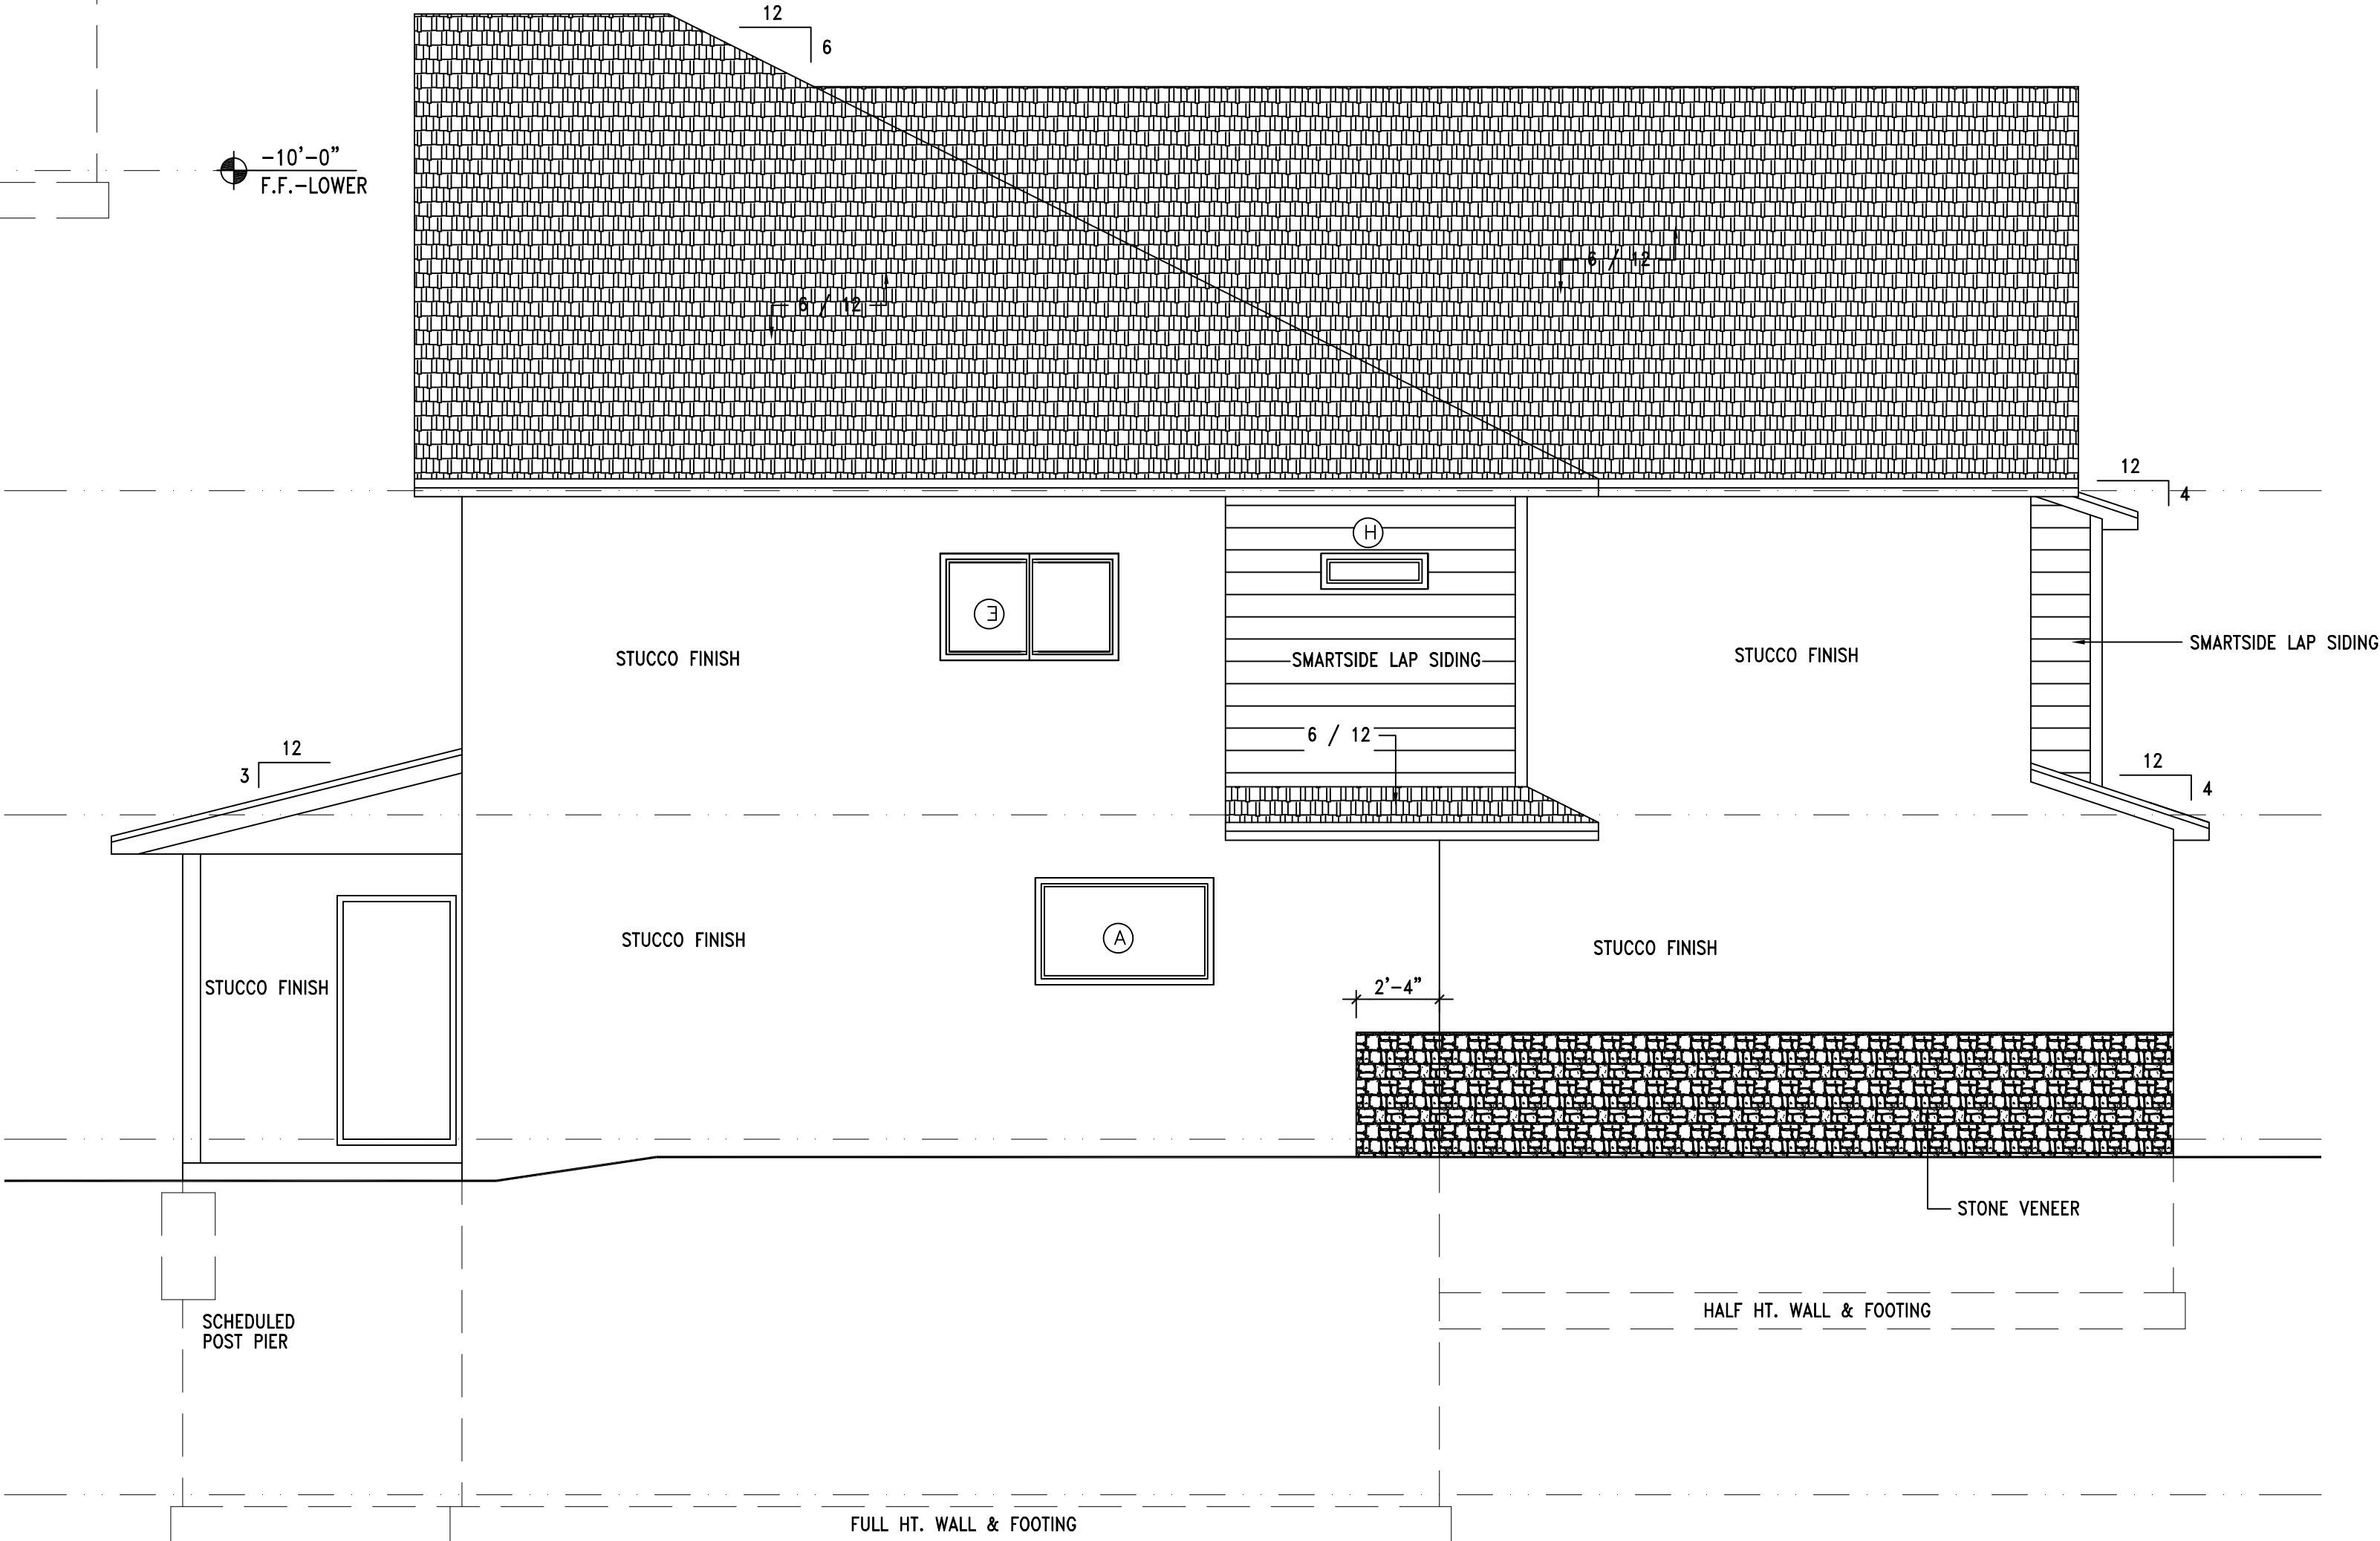 12
6
-10'-0"
F.F.-LOWER
6 / 12
6 / 12
12
4
H
E
STUCCO FINISH
SMARTSIDE LAP SIDING
STUCCO FINISH
SMARTSIDE LAP SIDING
6 / 12
12
3
12
4
A
STUCCO FINISH
STUCCO FINISH
STUCCO FINISH
2'-4"
STONE VENEER
SCHEDULED
POST PIER
HALF HT. WALL & FOOTING
FULL HT. WALL & FOOTING